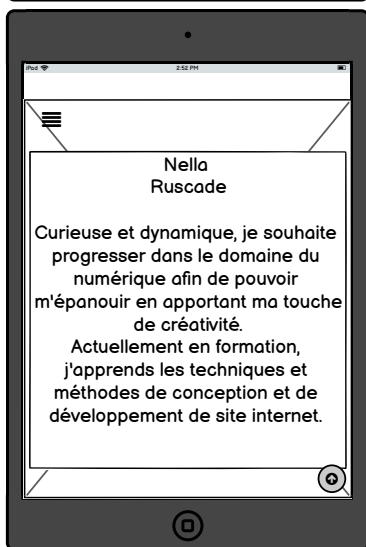 iPad
2:52 PM
Nella
Ruscade
Curieuse et dynamique, je souhaite
progresser dans le domaine du
numérique afin de pouvoir
m'épanouir en apportant ma touche
de créativité.
Actuellement en formation,
j'apprends les techniques et
méthodes de conception et de
développement de site internet.